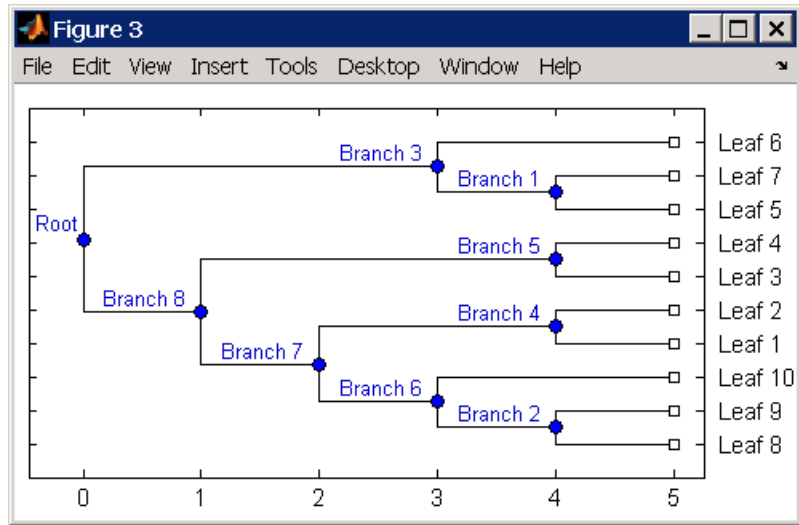 Figure 3
File Edit View Insert Tools Desktop Window Help
Leaf 6
Branch 3
Leaf 7
Branch 1
Leaf 5
Root
Leaf 4
Branch 5
Leaf 3
Branch 8
Leaf 2
Branch 4
Leaf 1
Branch 7
Leaf 10
Branch 6
Leaf 9
Branch 2
Leaf 8
0 1 2 3 4 5